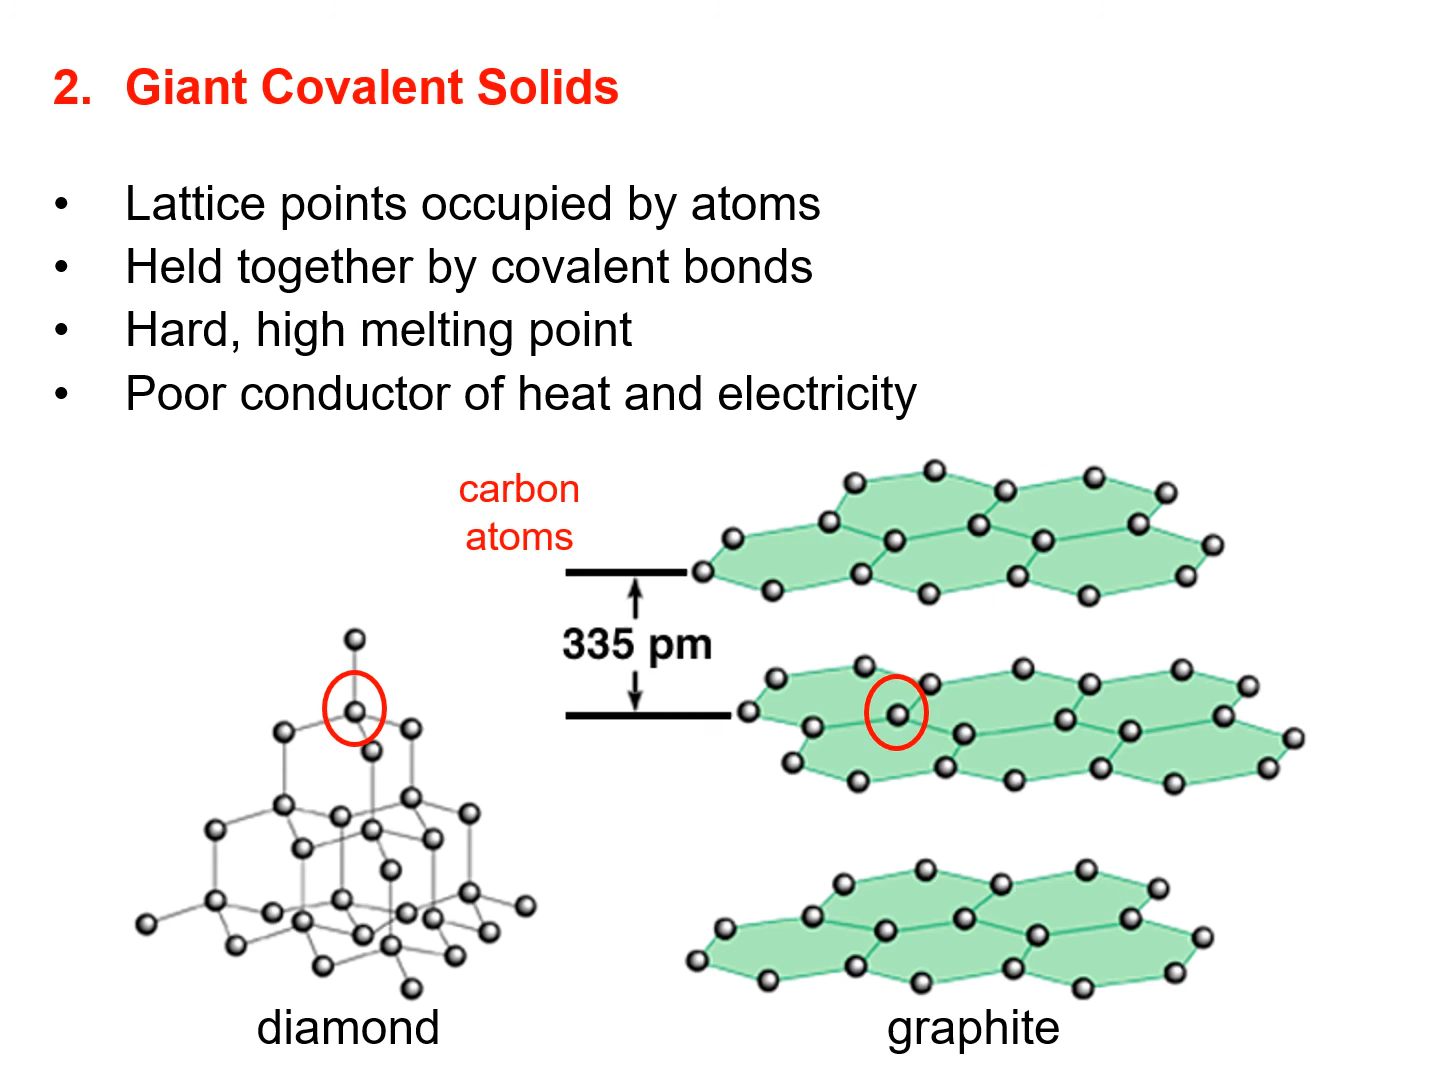 2. Giant Covalent Solids
• Lattice points occupied by atoms
• Held together by covalent bonds
• Hard, high melting point
• Poor conductor of heat and electricity
carbon
atoms
335 pm
diamond
graphite